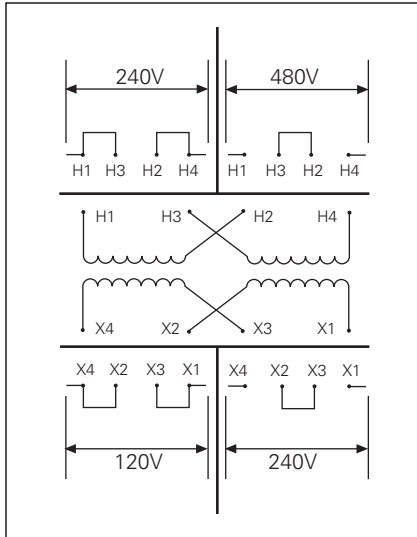 240V 480V
H1 H3 H2 H4 H1 H3 H2 H4
H1 H3 H2 H4
X4 X2 X3 X1
X4 X2 X3 X1 X4 X2 X3 X1
120V 240V